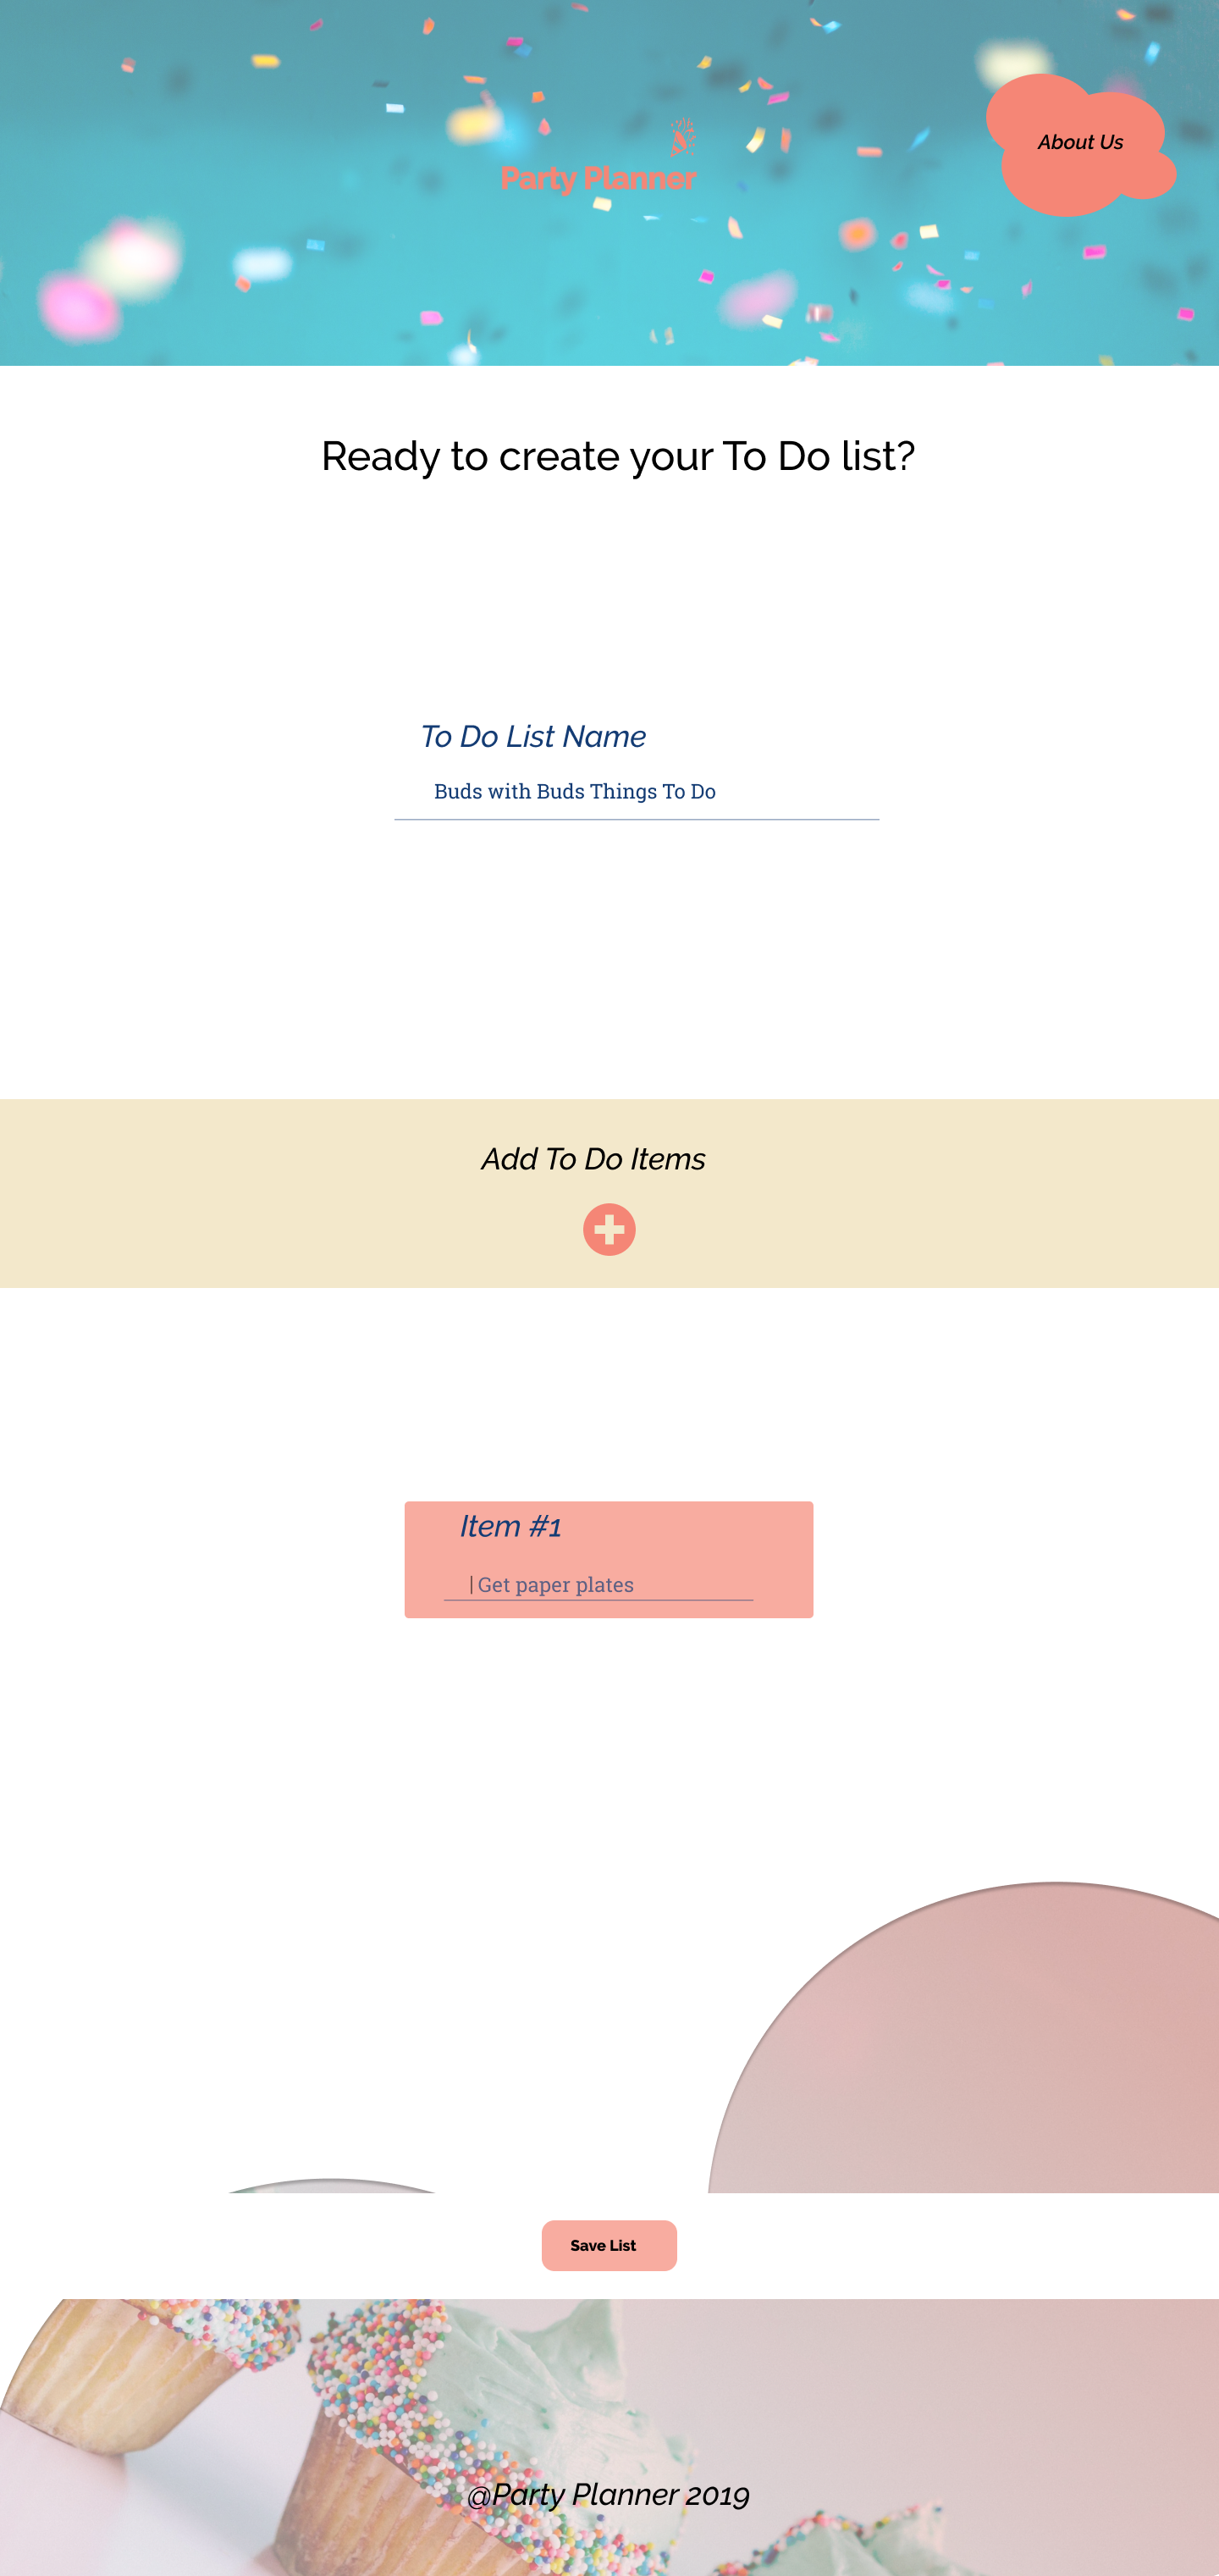 Party Planner
About Us
Ready to create your To Do list?
To Do List Name
Buds with Buds Things To Do
Add To Do Items
Item #1
Get paper plates
Save List
@Party Planner 2019